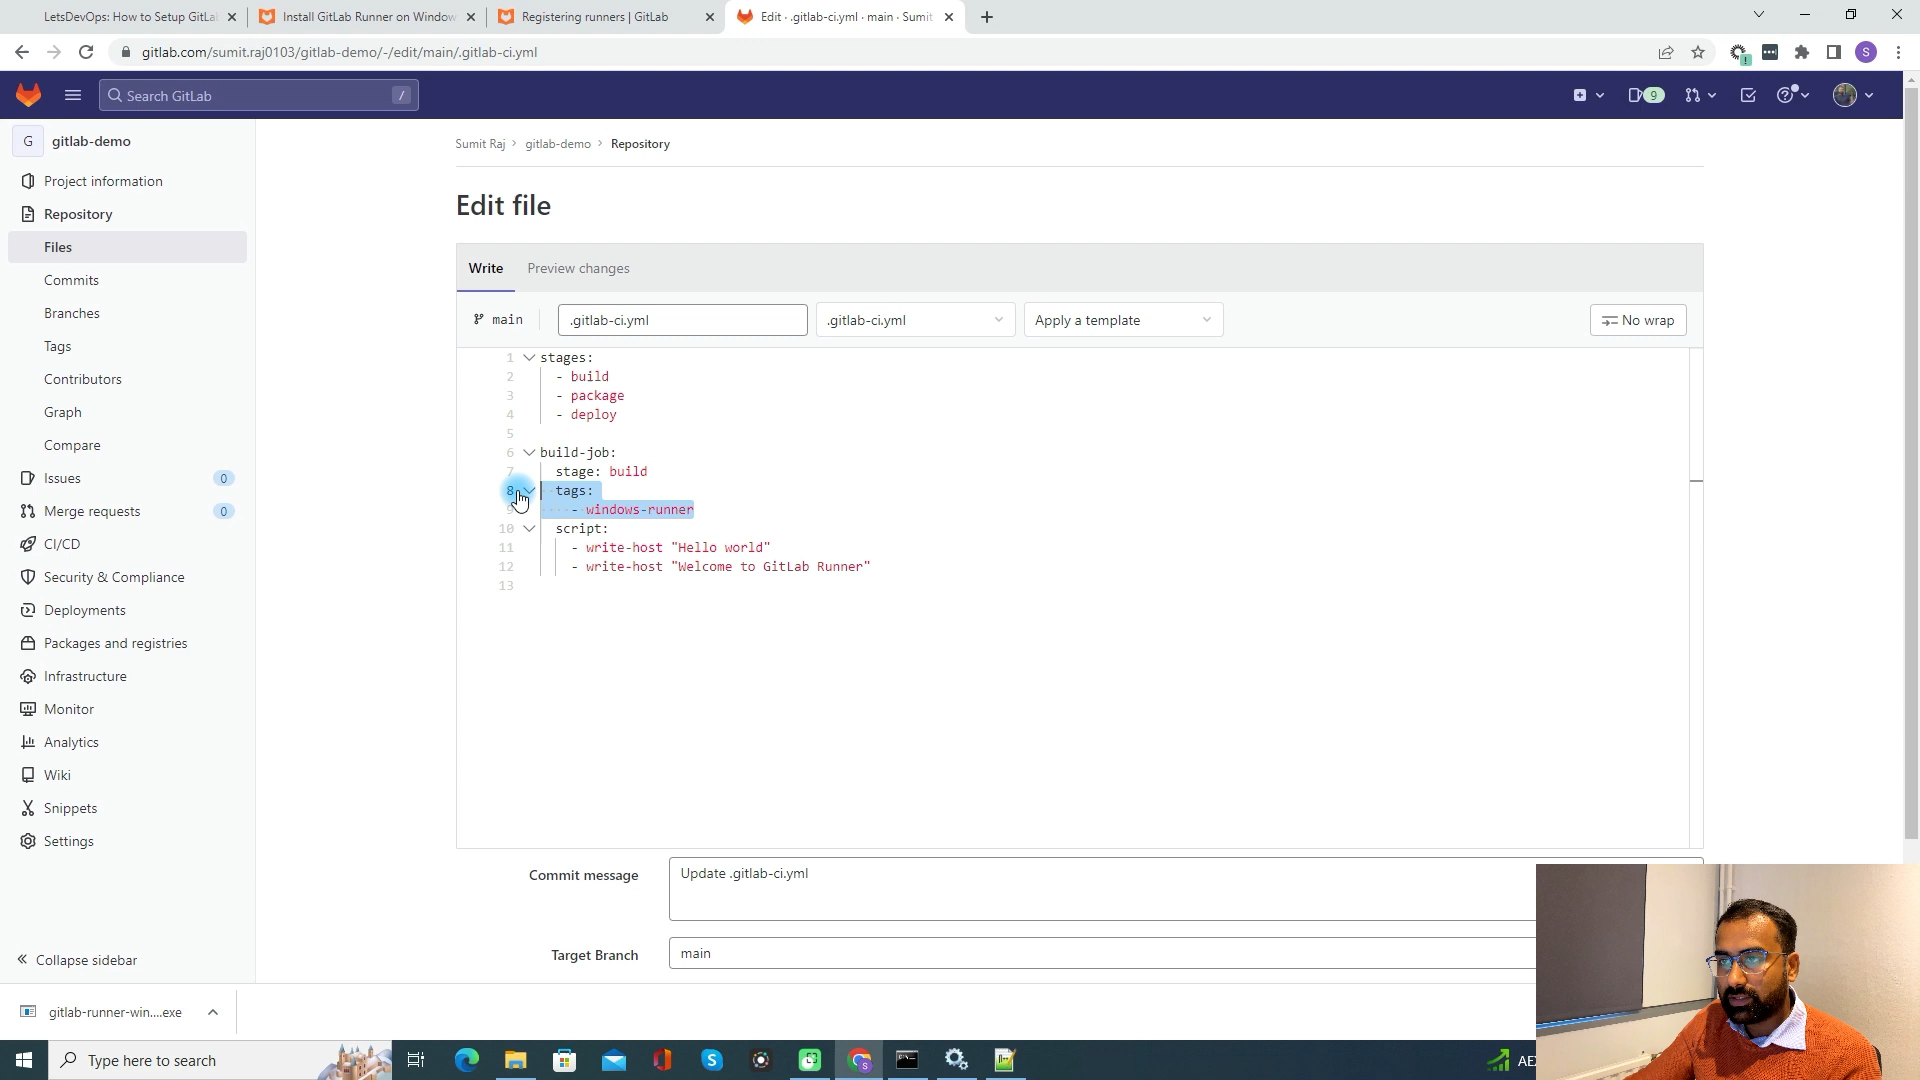 LetsDevOps: How to Setup GitLa
Install GitLab Runner on Window
Registering runners | GitLab
Edit · .gitlab-ci.yml · main · Sumit
gitlab.com/sumit.raj0103/gitlab-demo/-/edit/main/.gitlab-ci.yml
S
Search GitLab
/
9
G gitlab-demo
Project information
Repository
Files
Commits
Branches
Tags
Contributors
Graph
Compare
Issues 0
Merge requests 0
CI/CD
Security & Compliance
Deployments
Packages and registries
Infrastructure
Monitor
Analytics
Wiki
Snippets
Settings
Collapse sidebar
Sumit Raj > gitlab-demo > Repository
Edit file
Write Preview changes
main
.gitlab-ci.yml
.gitlab-ci.yml
Apply a template
No wrap
1 stages:
2 - build
3 - package
4 - deploy
5
6 build-job:
7 stage: build
8 tags:
9 - windows-runner
10 script:
11 - write-host "Hello world"
12 - write-host "Welcome to GitLab Runner"
13
Commit message
Update .gitlab-ci.yml
Target Branch
main
gitlab-runner-win....exe
Type here to search